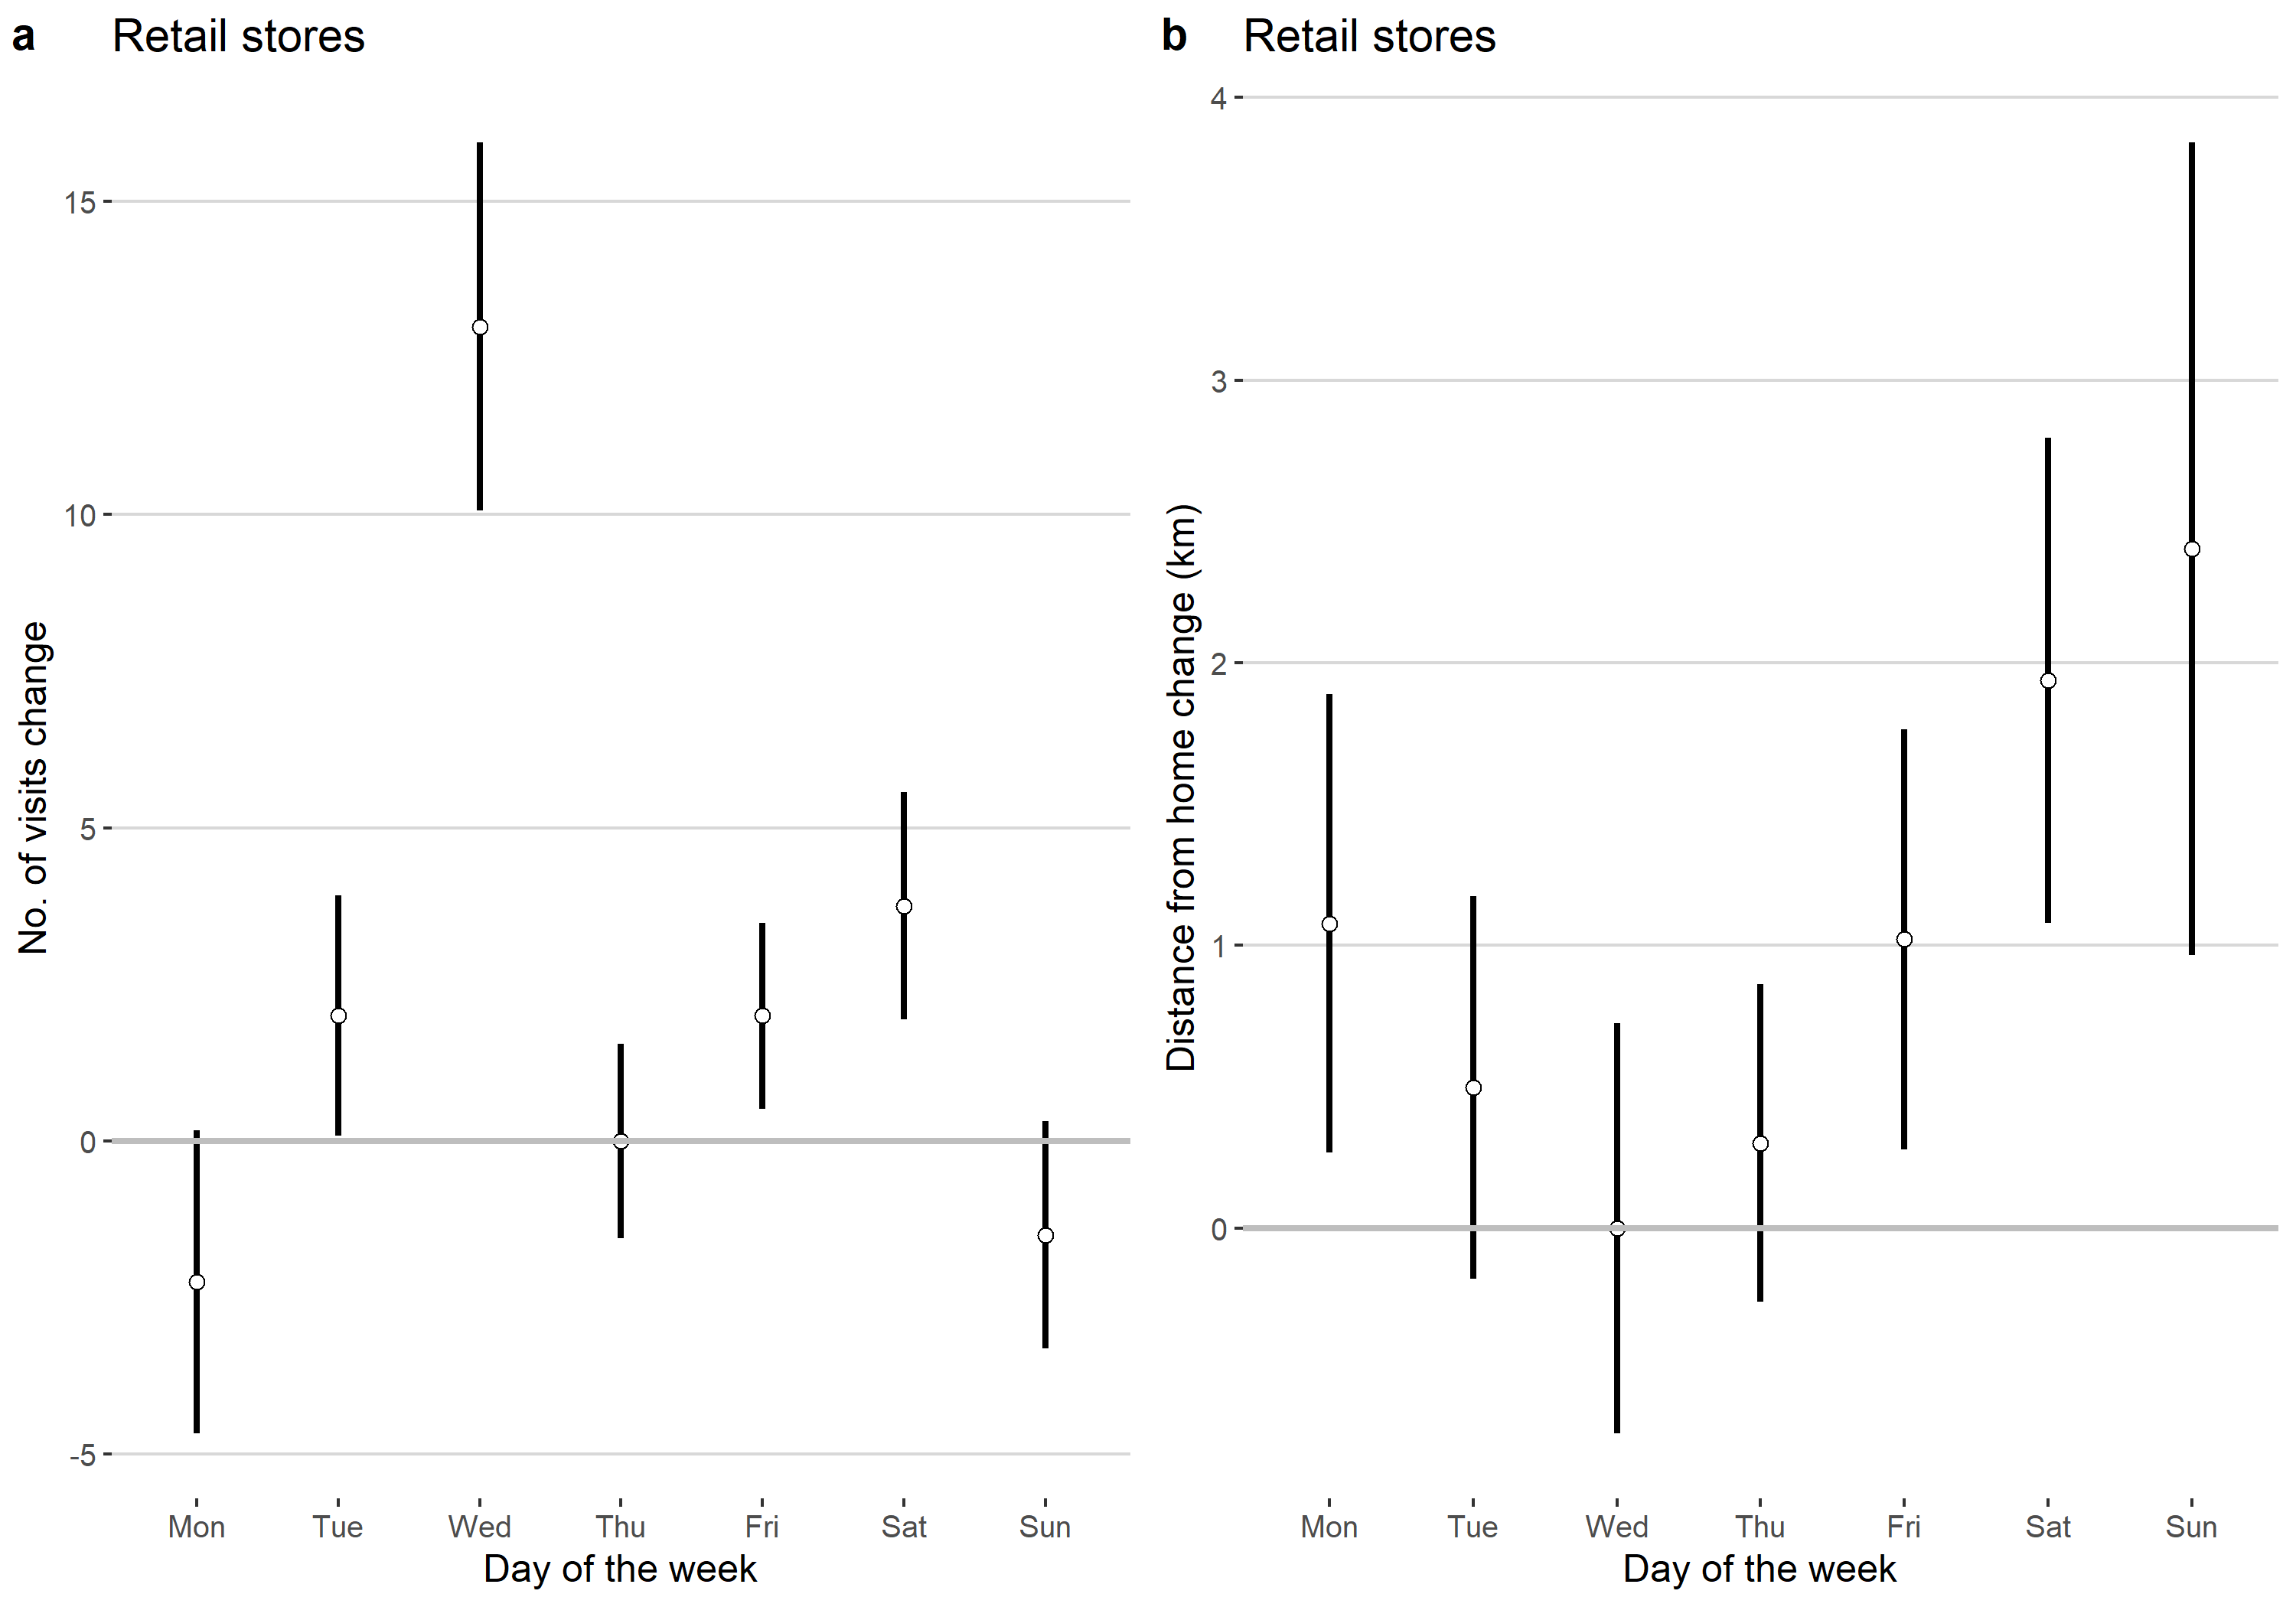 a Retail stores
No. of visits change
15
10
5
0
-5
Mon Tue Wed Thu Fri Sat Sun
Day of the week
b Retail stores
Distance from home change (km)
4
3
2
1
0
Mon Tue Wed Thu Fri Sat Sun
Day of the week